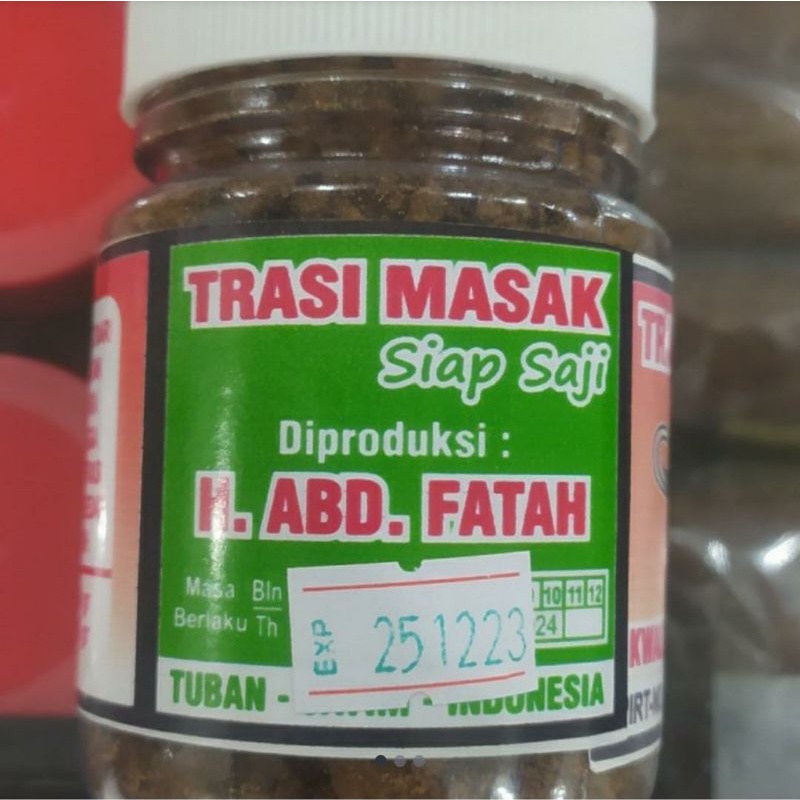 TRASI MASAK
Siap Saji
Diproduksi :
H. ABD. FATAH
Masa Bln 10 11 12
Berlaku Th 24
EXP 251223
TUBAN - INDONESIA